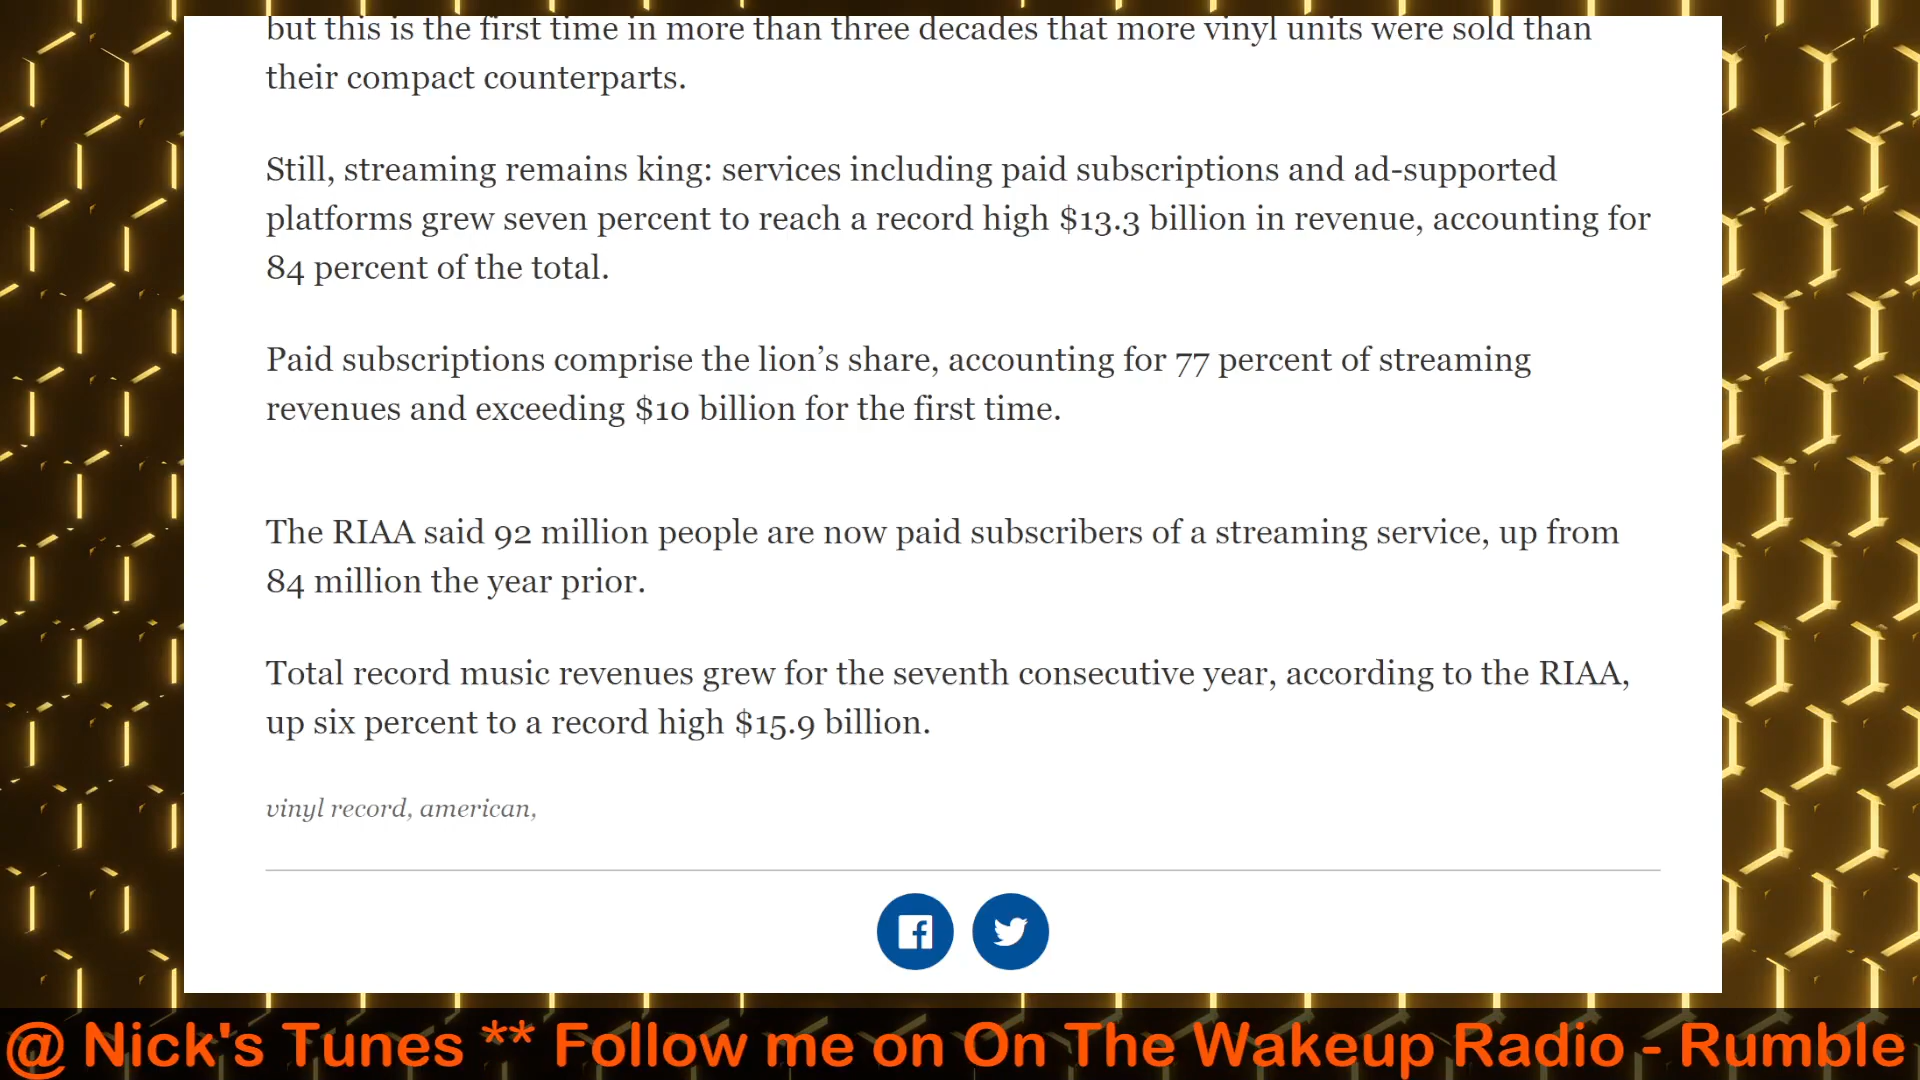 but this is the first time in more than three decades that more vinyl units were sold than
their compact counterparts.
Still, streaming remains king: services including paid subscriptions and ad-supported
platforms grew seven percent to reach a record high $13.3 billion in revenue, accounting for
84 percent of the total.
Paid subscriptions comprise the lion’s share, accounting for 77 percent of streaming
revenues and exceeding $10 billion for the first time.
The RIAA said 92 million people are now paid subscribers of a streaming service, up from
84 million the year prior.
Total record music revenues grew for the seventh consecutive year, according to the RIAA,
up six percent to a record high $15.9 billion.
vinyl record, american,
@ Nick's Tunes ** Follow me on On The Wakeup Radio - Rumble